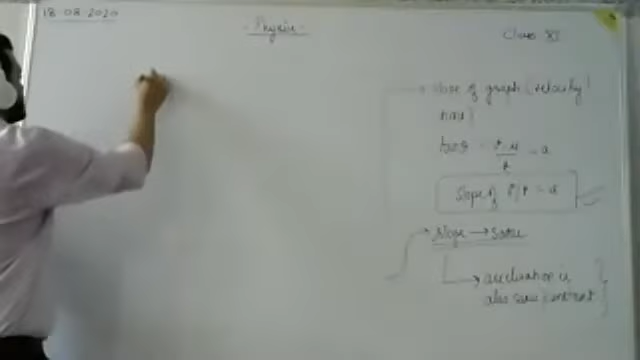 18.08.2020
Physics
Class XI
→ slope of graph (velocity/
time)
tanθ = v-u/t = a
Slope of v/t = a
Slope → same
→ acceleration is
also same/constant